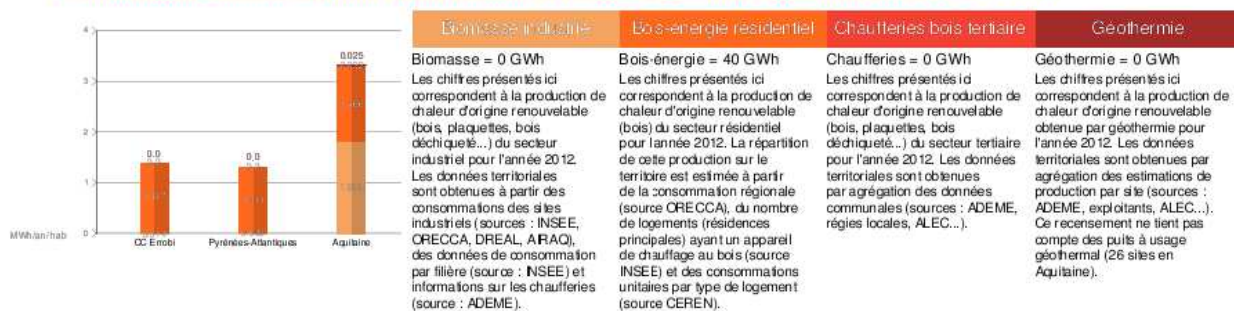 4
3
2
1
0
MWh/an/hab
0.0
0.0
0.025
CC Errobi
Pyrénées-Atlantiques
Aquitaine
Biomasse industrie
Biomasse = 0 GWh
Les chiffres présentés ici
correspondent à la production de
chaleur d'origine renouvelable
(bois, plaquettes, bois
déchiqueté...) du secteur
industriel pour l'année 2012.
Les données territoriales
sont obtenues à partir des
consommations des sites
industriels (sources : INSEE,
ORECCA, DREAL, AIRAQ),
des données de consommation
par filière (source : INSEE) et
informations sur les chaufferies
(source : ADEME).
Bois-énergie résidentiel
Bois-énergie = 40 GWh
Les chiffres présentés ici
correspondent à la production de
chaleur d'origine renouvelable
(bois) du secteur résidentiel
pour l'année 2012. La répartition
de cette production sur le
territoire est estimée à partir
de la consommation régionale
(source ORECCA), du nombre
de logements (résidences
principales) ayant un appareil
de chauffage au bois (source
INSEE) et des consommations
unitaires par type de logement
(source CEREN).
Chaufferies bois tertiaire
Chaufferies = 0 GWh
Les chiffres présentés ici
correspondent à la production de
chaleur d'origine renouvelable
(bois, plaquettes, bois
déchiqueté...) du secteur tertiaire
pour l'année 2012. Les données
territoriales sont obtenues
par agrégation des données
communales (sources : ADEME,
régies locales, ALEC...).
Géothermie
Géothermie = 0 GWh
Les chiffres présentés ici
correspondent à la production de
chaleur d'origine renouvelable
obtenue par géothermie pour
l'année 2012. Les données
territoriales sont obtenues par
agrégation des estimations de
production par site (sources :
ADEME, exploitants, ALEC...).
Ce recensement ne tient pas
compte des puits à usage
géothermal (26 sites en
Aquitaine).